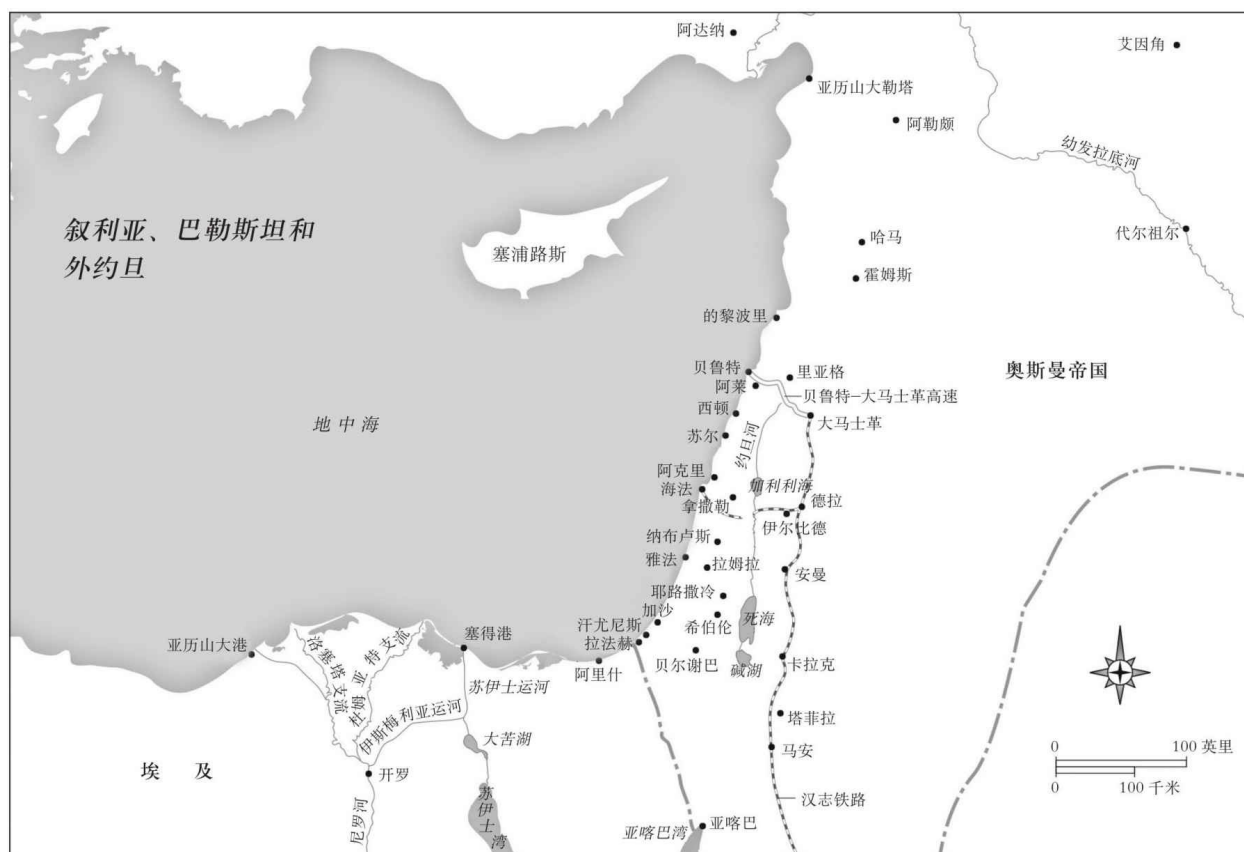 阿达纳
艾因角
亚历山大勒塔
阿勒颇
幼发拉底河
叙利亚、巴勒斯坦和
外约旦
塞浦路斯
哈马
代尔祖尔
霍姆斯
的黎波里
贝鲁特
里亚格
奥斯曼帝国
阿莱
贝鲁特—大马士革高速
地中海
西顿
大马士革
苏尔
约旦河
阿克里
加利利海
海法
拿撒勒
德拉
伊尔比德
纳布卢斯
雅法
拉姆拉
安曼
耶路撒冷
加沙
死海
希伯伦
汗尤尼斯
拉法赫
亚历山大港
洛塞塔支流
杜姆亚特支流
塞得港
阿里什
贝尔谢巴
碱湖
卡拉克
苏伊士运河
伊斯梅利亚运河
塔菲拉
大苦湖
马安
0 100 英里
0 100 千米
埃 及
开罗
汉志铁路
尼罗河
苏伊士湾
亚喀巴湾
亚喀巴